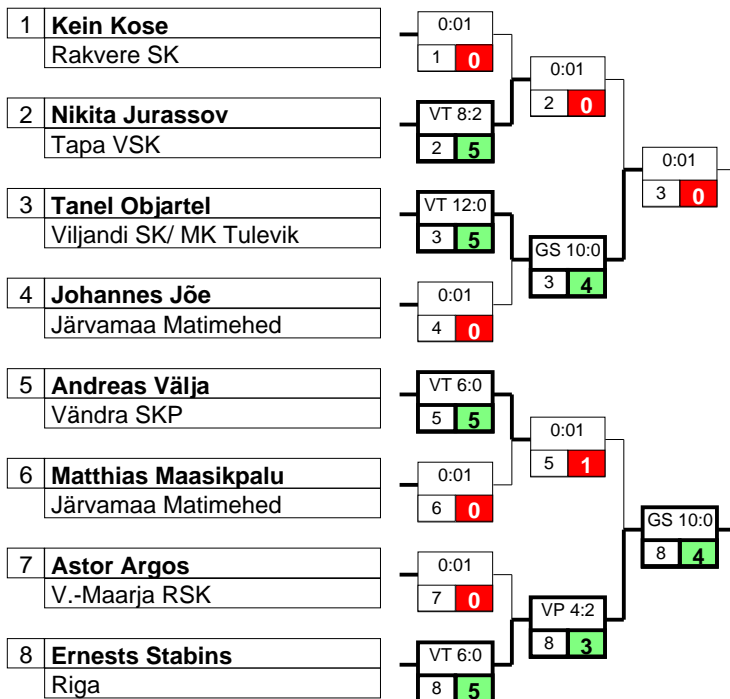 1 Kein Kose
Rakvere SK
0:01
1 0
0:01
2 0
2 Nikita Jurassov
Tapa VSK
VT 8:2
2 5
0:01
3 0
3 Tanel Objartel
Viljandi SK/ MK Tulevik
VT 12:0
3 5
GS 10:0
3 4
4 Johannes Jõe
Järvamaa Matimehed
0:01
4 0
5 Andreas Välja
Vändra SKP
VT 6:0
5 5
0:01
5 1
6 Matthias Maasikpalu
Järvamaa Matimehed
0:01
6 0
GS 10:0
8 4
7 Astor Argos
V.-Maarja RSK
0:01
7 0
VP 4:2
8 3
8 Ernests Stabins
Riga
VT 6:0
8 5